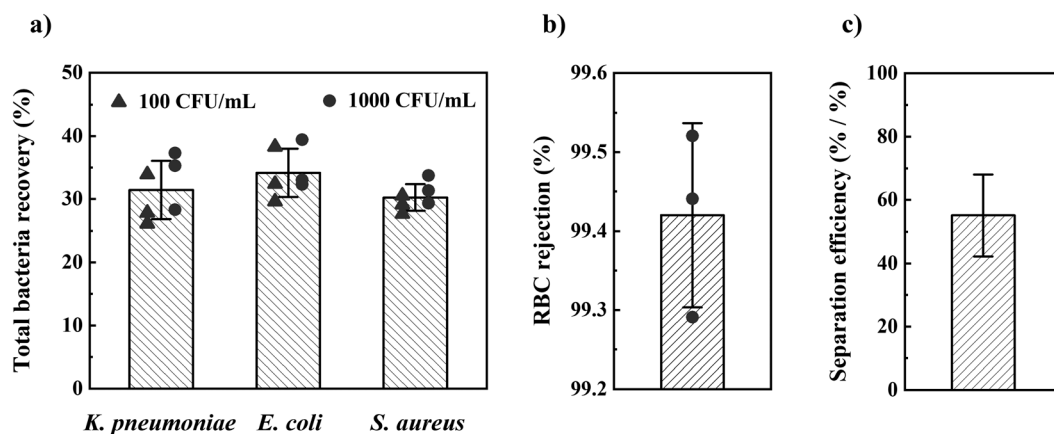 a)
Total bacteria recovery (%)
50
40
30
20
10
0
100 CFU/mL
1000 CFU/mL
K. pneumoniae
E. coli
S. aureus
b)
RBC rejection (%)
99.6
99.5
99.4
99.3
99.2
c)
Separation efficiency (% / %)
100
80
60
40
20
0